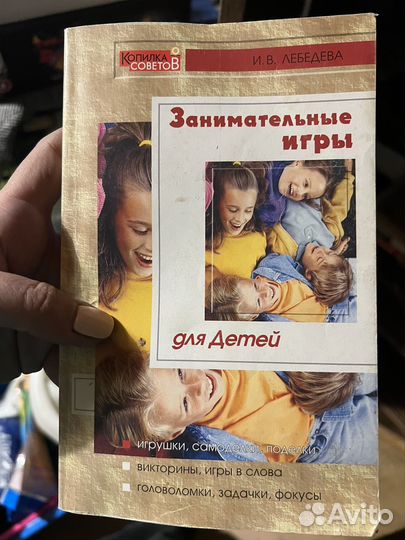 Копилка
советов
И. В. ЛЕБЕДЕВА
Занимательные
игры
для Детей
игрушки, самоделки, поделки
викторины, игры в слова
головоломки, задачки, фокусы
Avito